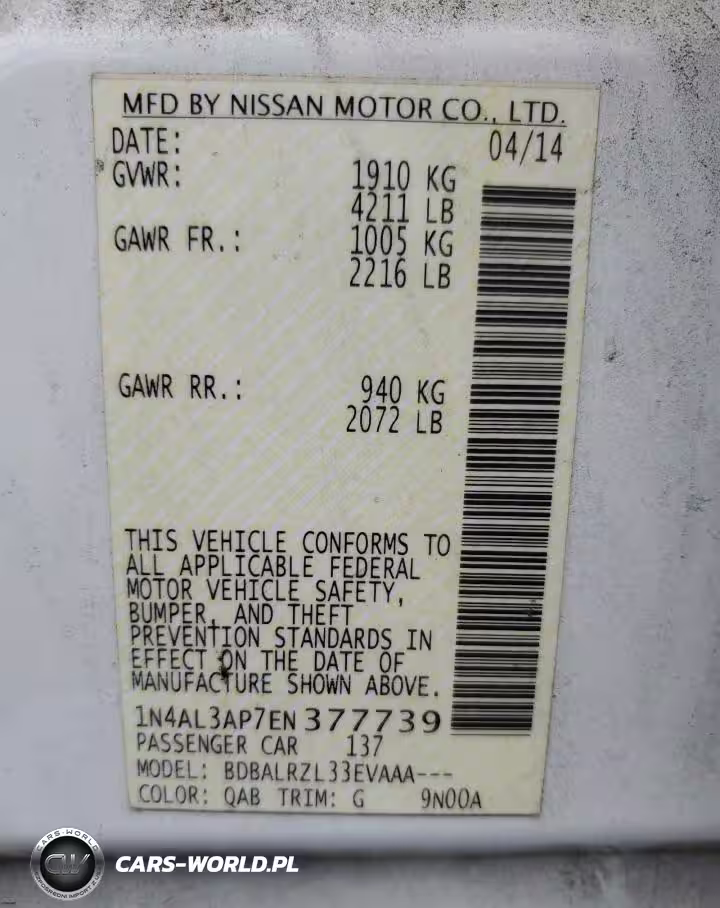 MFD BY NISSAN MOTOR CO., LTD.
DATE: 04/14
GVWR: 1910 KG
4211 LB
GAWR FR.: 1005 KG
2216 LB
GAWR RR.: 940 KG
2072 LB
THIS VEHICLE CONFORMS TO
ALL APPLICABLE FEDERAL
MOTOR VEHICLE SAFETY,
BUMPER, AND THEFT
PREVENTION STANDARDS IN
EFFECT ON THE DATE OF
MANUFACTURE SHOWN ABOVE.
1N4AL3AP7EN377739
PASSENGER CAR 137
MODEL: BDBALRZL33EVAAA---
COLOR: QAB TRIM: G 9N00A
CARS-WORLD
CW
CARS-WORLD.PL